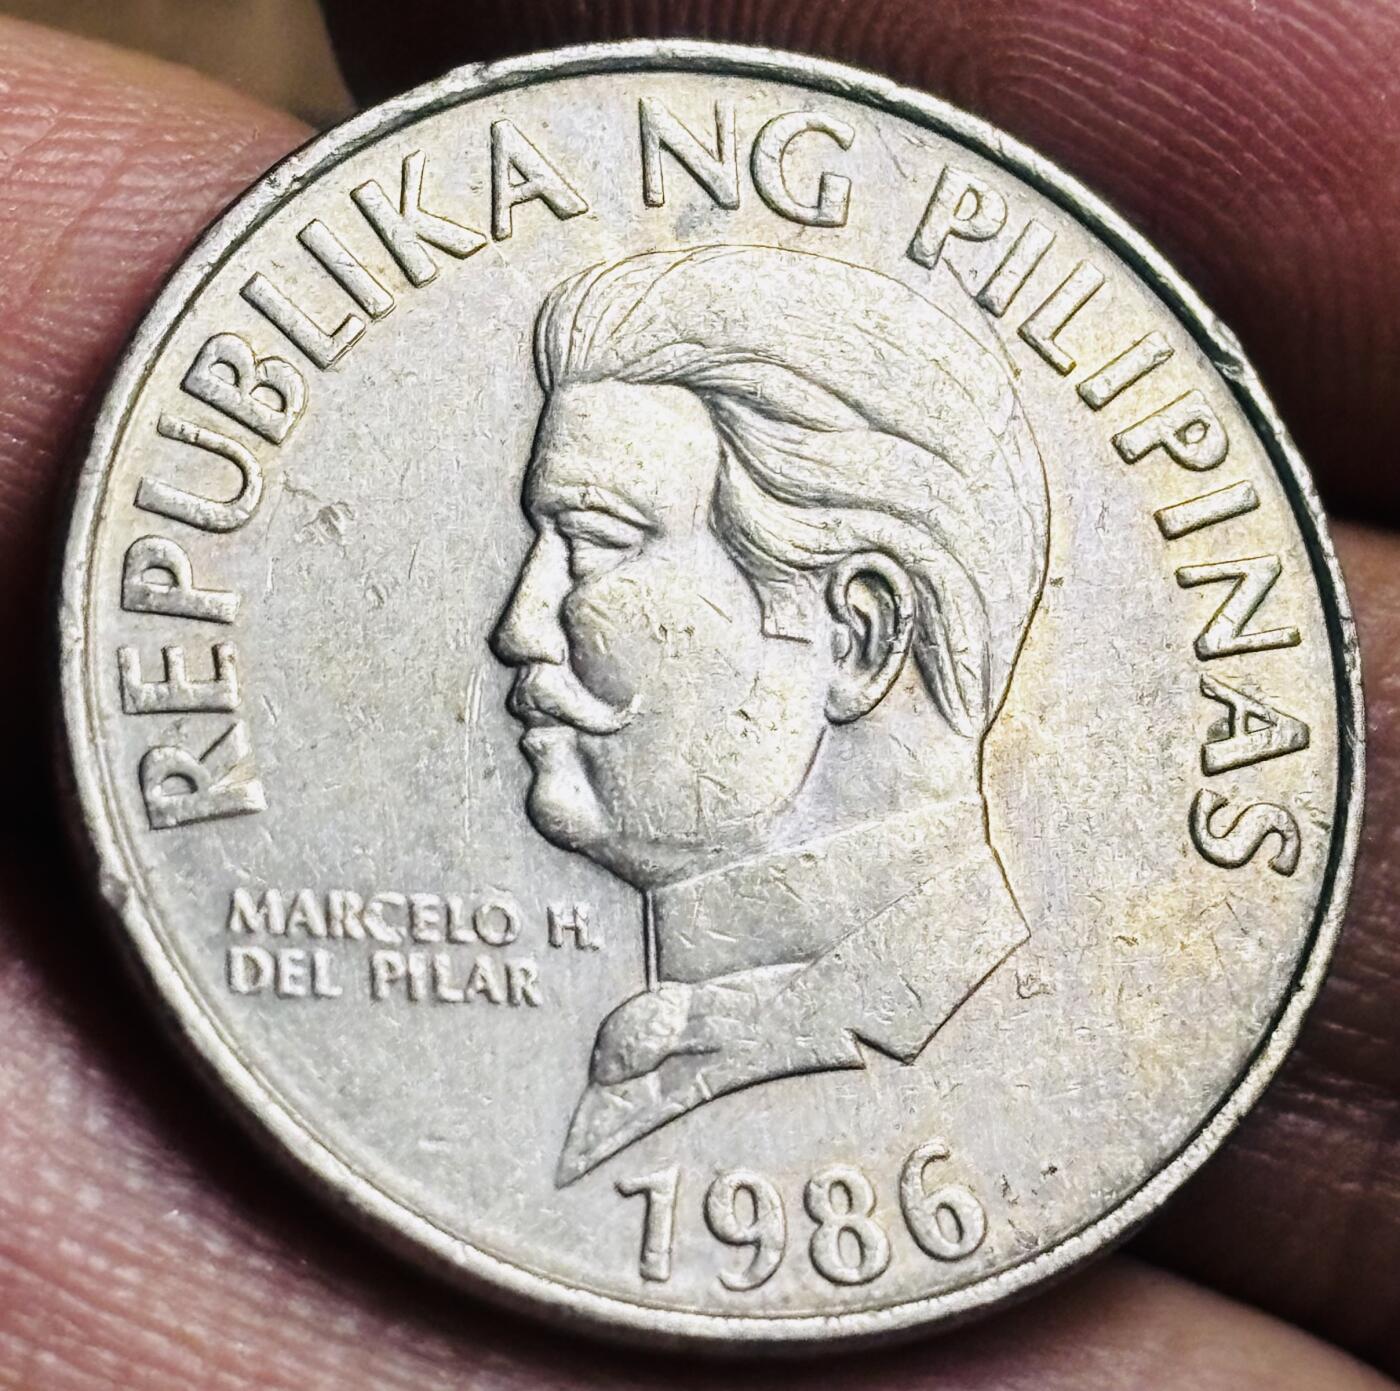 REPUBLIKA NG PILIPINAS
MARCELO H.
DEL PILAR
1986